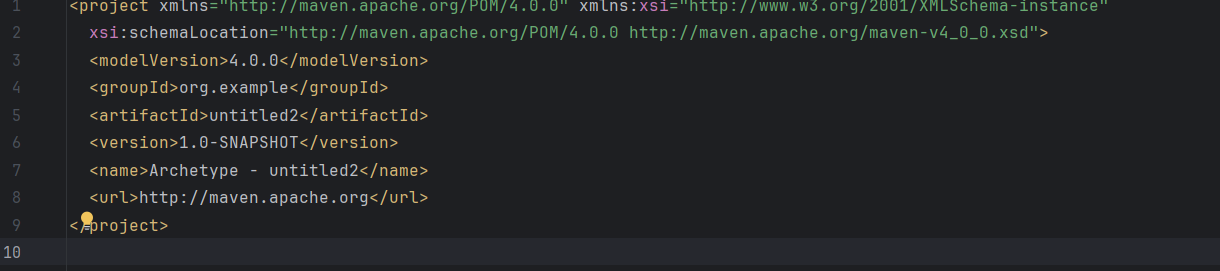 1 <project xmlns="http://maven.apache.org/POM/4.0.0" xmlns:xsi="http://www.w3.org/2001/XMLSchema-instance"
2 xsi:schemaLocation="http://maven.apache.org/POM/4.0.0 http://maven.apache.org/maven-v4_0_0.xsd">
3 <modelVersion>4.0.0</modelVersion>
4 <groupId>org.example</groupId>
5 <artifactId>untitled2</artifactId>
6 <version>1.0-SNAPSHOT</version>
7 <name>Archetype - untitled2</name>
8 <url>http://maven.apache.org</url>
9 </project>
10